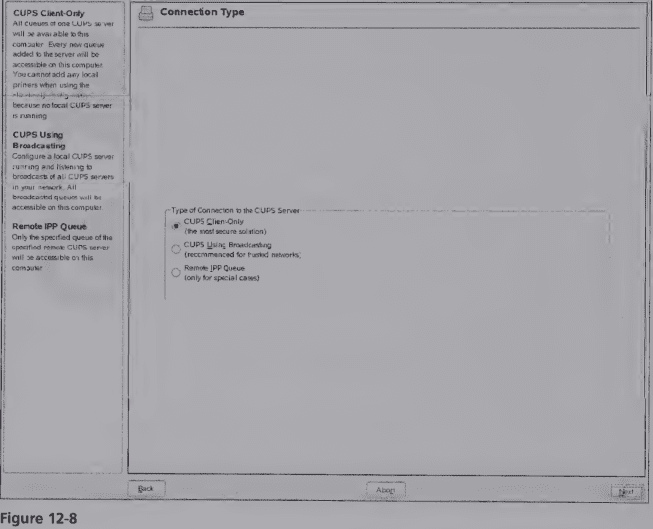 CUPS Client-Only
All queues of one CUPS server
will be available to this
computer. Every new queue
added to the server will be
accessible on this computer.
You cannot add any local
printers when using the
because no local CUPS server
is running.
CUPS Using
Broadcasting
Configure a local CUPS server
running and listening to
broadcasts of all CUPS servers
in your network. All
broadcasted queues will be
accessible on this computer.
Remote IPP Queue
Only the specified queue of the
specified remote CUPS server
will be accessible on this
computer.
Connection Type
Type of Connection to the CUPS Server
CUPS Client-Only
(the most secure solution)
CUPS Using Broadcasting
(recommended for trusted networks)
Remote IPP Queue
(only for special cases)
Back
Abort
Next
Figure 12-8